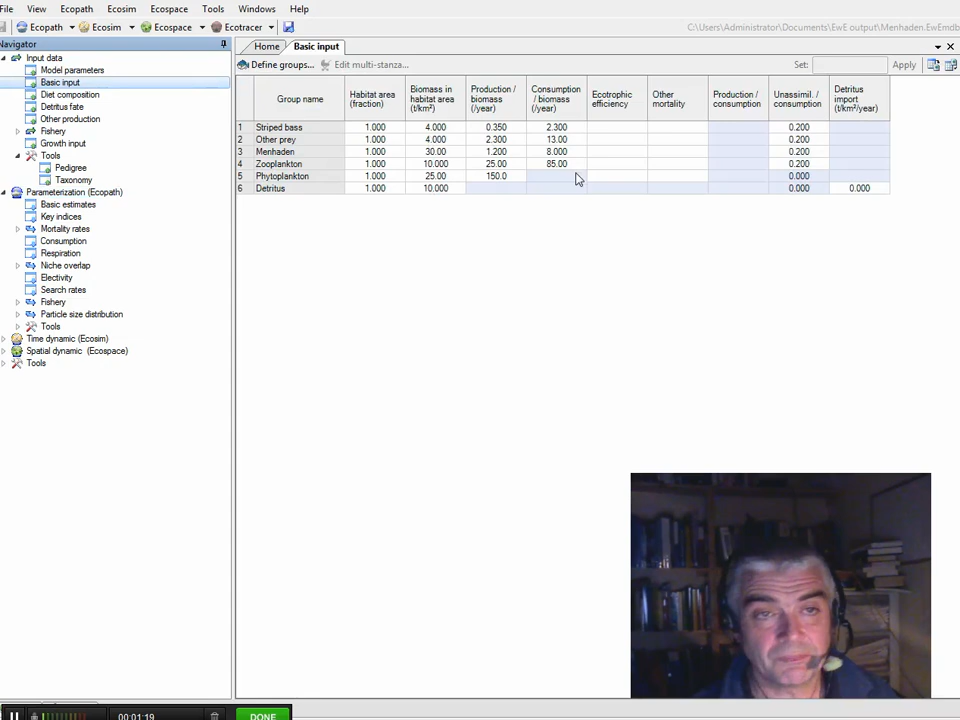 File View Ecopath Ecosim Ecospace Tools Windows Help
Ecopath Ecosim Ecospace Ecotracer C:\Users\Administrator\Documents\EwE output\Menhaden.EwEmdb
Navigator
Home Basic input
Define groups... Edit multi-stanza... Set: Apply
Input data
Model parameters
Basic input
Diet composition
Detritus fate
Other production
Fishery
Growth input
Tools
Pedigree
Taxonomy
Parameterization (Ecopath)
Basic estimates
Key indices
Mortality rates
Consumption
Respiration
Niche overlap
Electivity
Search rates
Fishery
Particle size distribution
Tools
Time dynamic (Ecosim)
Spatial dynamic (Ecospace)
Tools
Group name
Habitat area
(fraction)
Biomass in
habitat area
(t/km²)
Production /
biomass
(/year)
Consumption
/ biomass
(/year)
Ecotrophic
efficiency
Other
mortality
Production /
consumption
Unassimil. /
consumption
Detritus
import
(t/km²/year)
1 Striped bass 1.000 4.000 0.350 2.300 0.200
2 Other prey 1.000 4.000 2.300 13.00 0.200
3 Menhaden 1.000 30.00 1.200 8.000 0.200
4 Zooplankton 1.000 10.000 25.00 85.00 0.200
5 Phytoplankton 1.000 25.00 150.0 0.000
6 Detritus 1.000 10.000 0.000 0.000
00:01:19 DONE